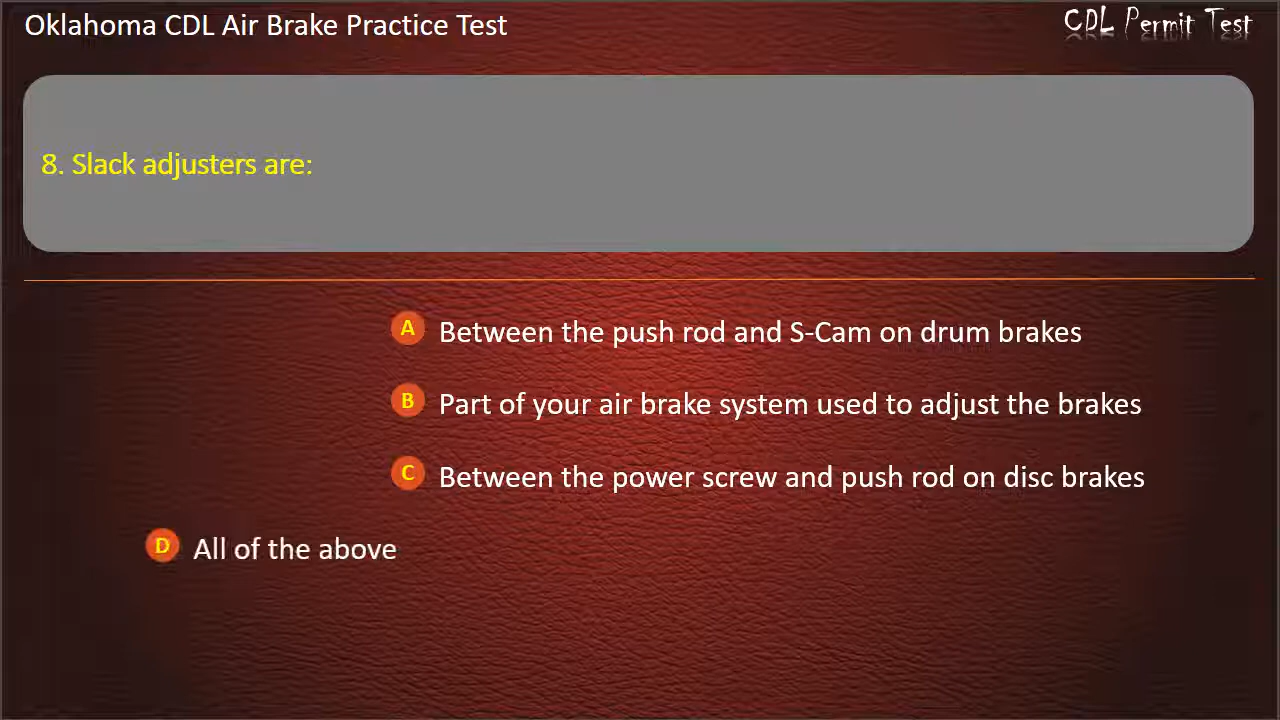 Oklahoma CDL Air Brake Practice Test
CDL Permit Test
8. Slack adjusters are:
A Between the push rod and S-Cam on drum brakes
B Part of your air brake system used to adjust the brakes
C Between the power screw and push rod on disc brakes
D All of the above